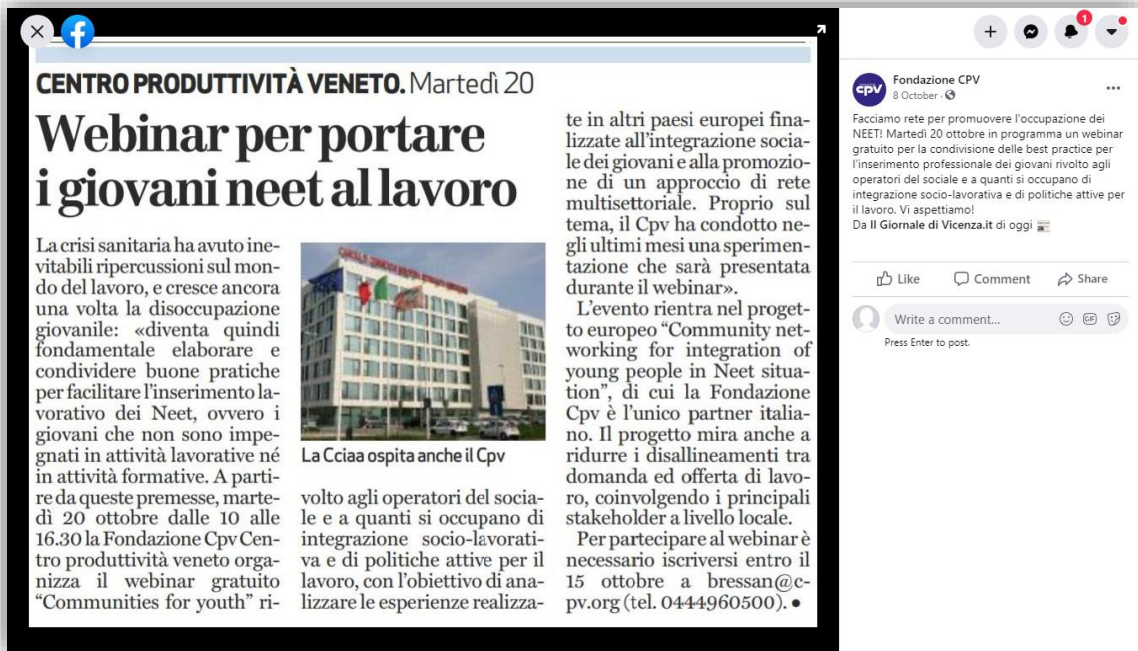 CENTRO PRODUTTIVITÀ VENETO. Martedì 20
Webinar per portare
i giovani neet al lavoro
La crisi sanitaria ha avuto ine-
vitabili ripercussioni sul mon-
do del lavoro, e cresce ancora
una volta la disoccupazione
giovanile: «diventa quindi
fondamentale elaborare e
condividere buone pratiche
per facilitare l'inserimento la-
vorativo dei Neet, ovvero i
giovani che non sono impe-
gnati in attività lavorative né
in attività formative. A parti-
re da queste premesse, marte-
dì 20 ottobre dalle 10 alle
16.30 la Fondazione Cpv Cen-
tro produttività veneto orga-
nizza il webinar gratuito
“Communities for youth” ri-
La Cciaa ospita anche il Cpv
volto agli operatori del socia-
le e a quanti si occupano di
integrazione socio-lavorati-
va e di politiche attive per il
lavoro, con l'obiettivo di ana-
lizzare le esperienze realizza-
te in altri paesi europei fina-
lizzate all'integrazione socia-
le dei giovani e alla promozio-
ne di un approccio di rete
multisettoriale. Proprio sul
tema, il Cpv ha condotto ne-
gli ultimi mesi una sperimen-
tazione che sarà presentata
durante il webinar».
L'evento rientra nel proget-
to europeo “Community net-
working for integration of
young people in Neet situa-
tion”, di cui la Fondazione
Cpv è l'unico partner italia-
no. Il progetto mira anche a
ridurre i disallineamenti tra
domanda ed offerta di lavo-
ro, coinvolgendo i principali
stakeholder a livello locale.
Per partecipare al webinar è
necessario iscriversi entro il
15 ottobre a bressan@c-
pv.org (tel. 0444960500). ●
1
cpv
Fondazione CPV
8 October ·
Facciamo rete per promuovere l'occupazione dei
NEET! Martedì 20 ottobre in programma un webinar
gratuito per la condivisione delle best practice per
l'inserimento professionale dei giovani rivolto agli
operatori del sociale e a quanti si occupano di
integrazione socio-lavorativa e di politiche attive per
il lavoro. Vi aspettiamo!
Da Il Giornale di Vicenza.it di oggi
Like Comment Share
Write a comment... GIF
Press Enter to post.